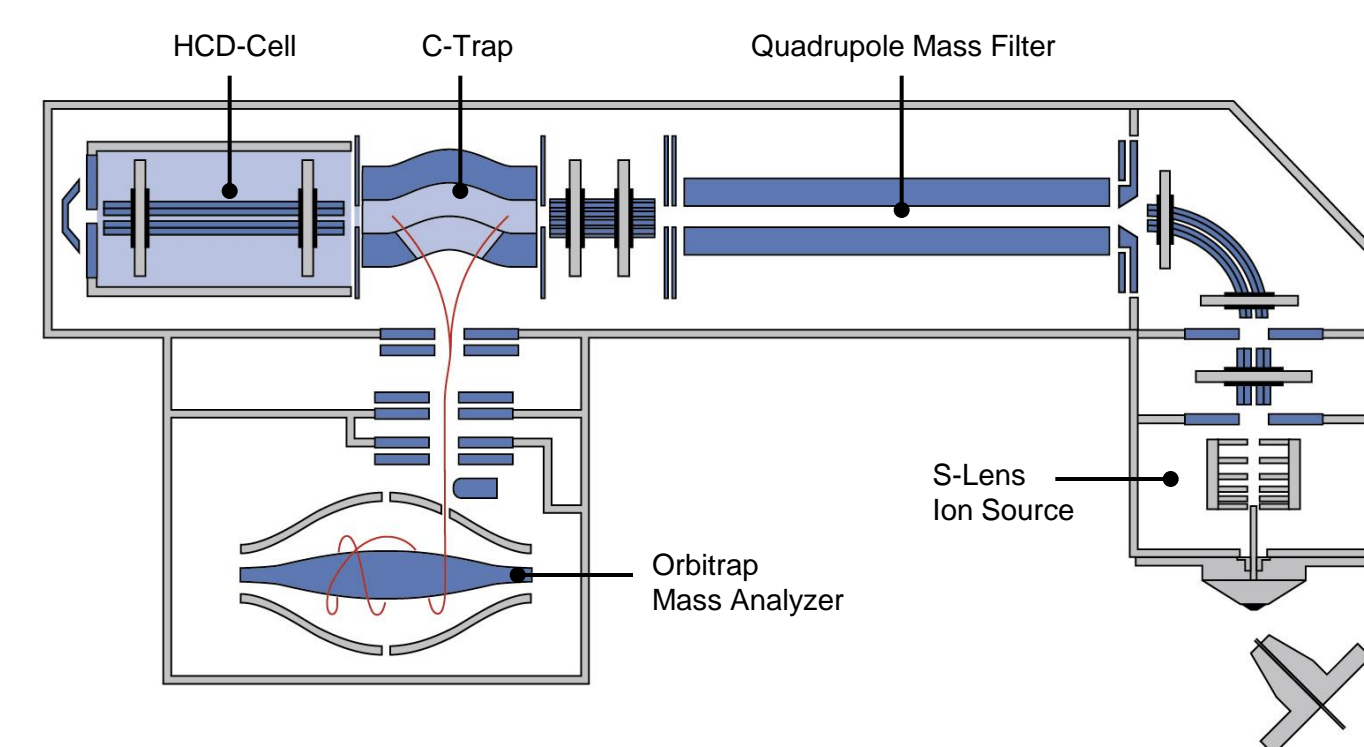 HCD-Cell
C-Trap
Quadrupole Mass Filter
S-Lens
Ion Source
Orbitrap
Mass Analyzer